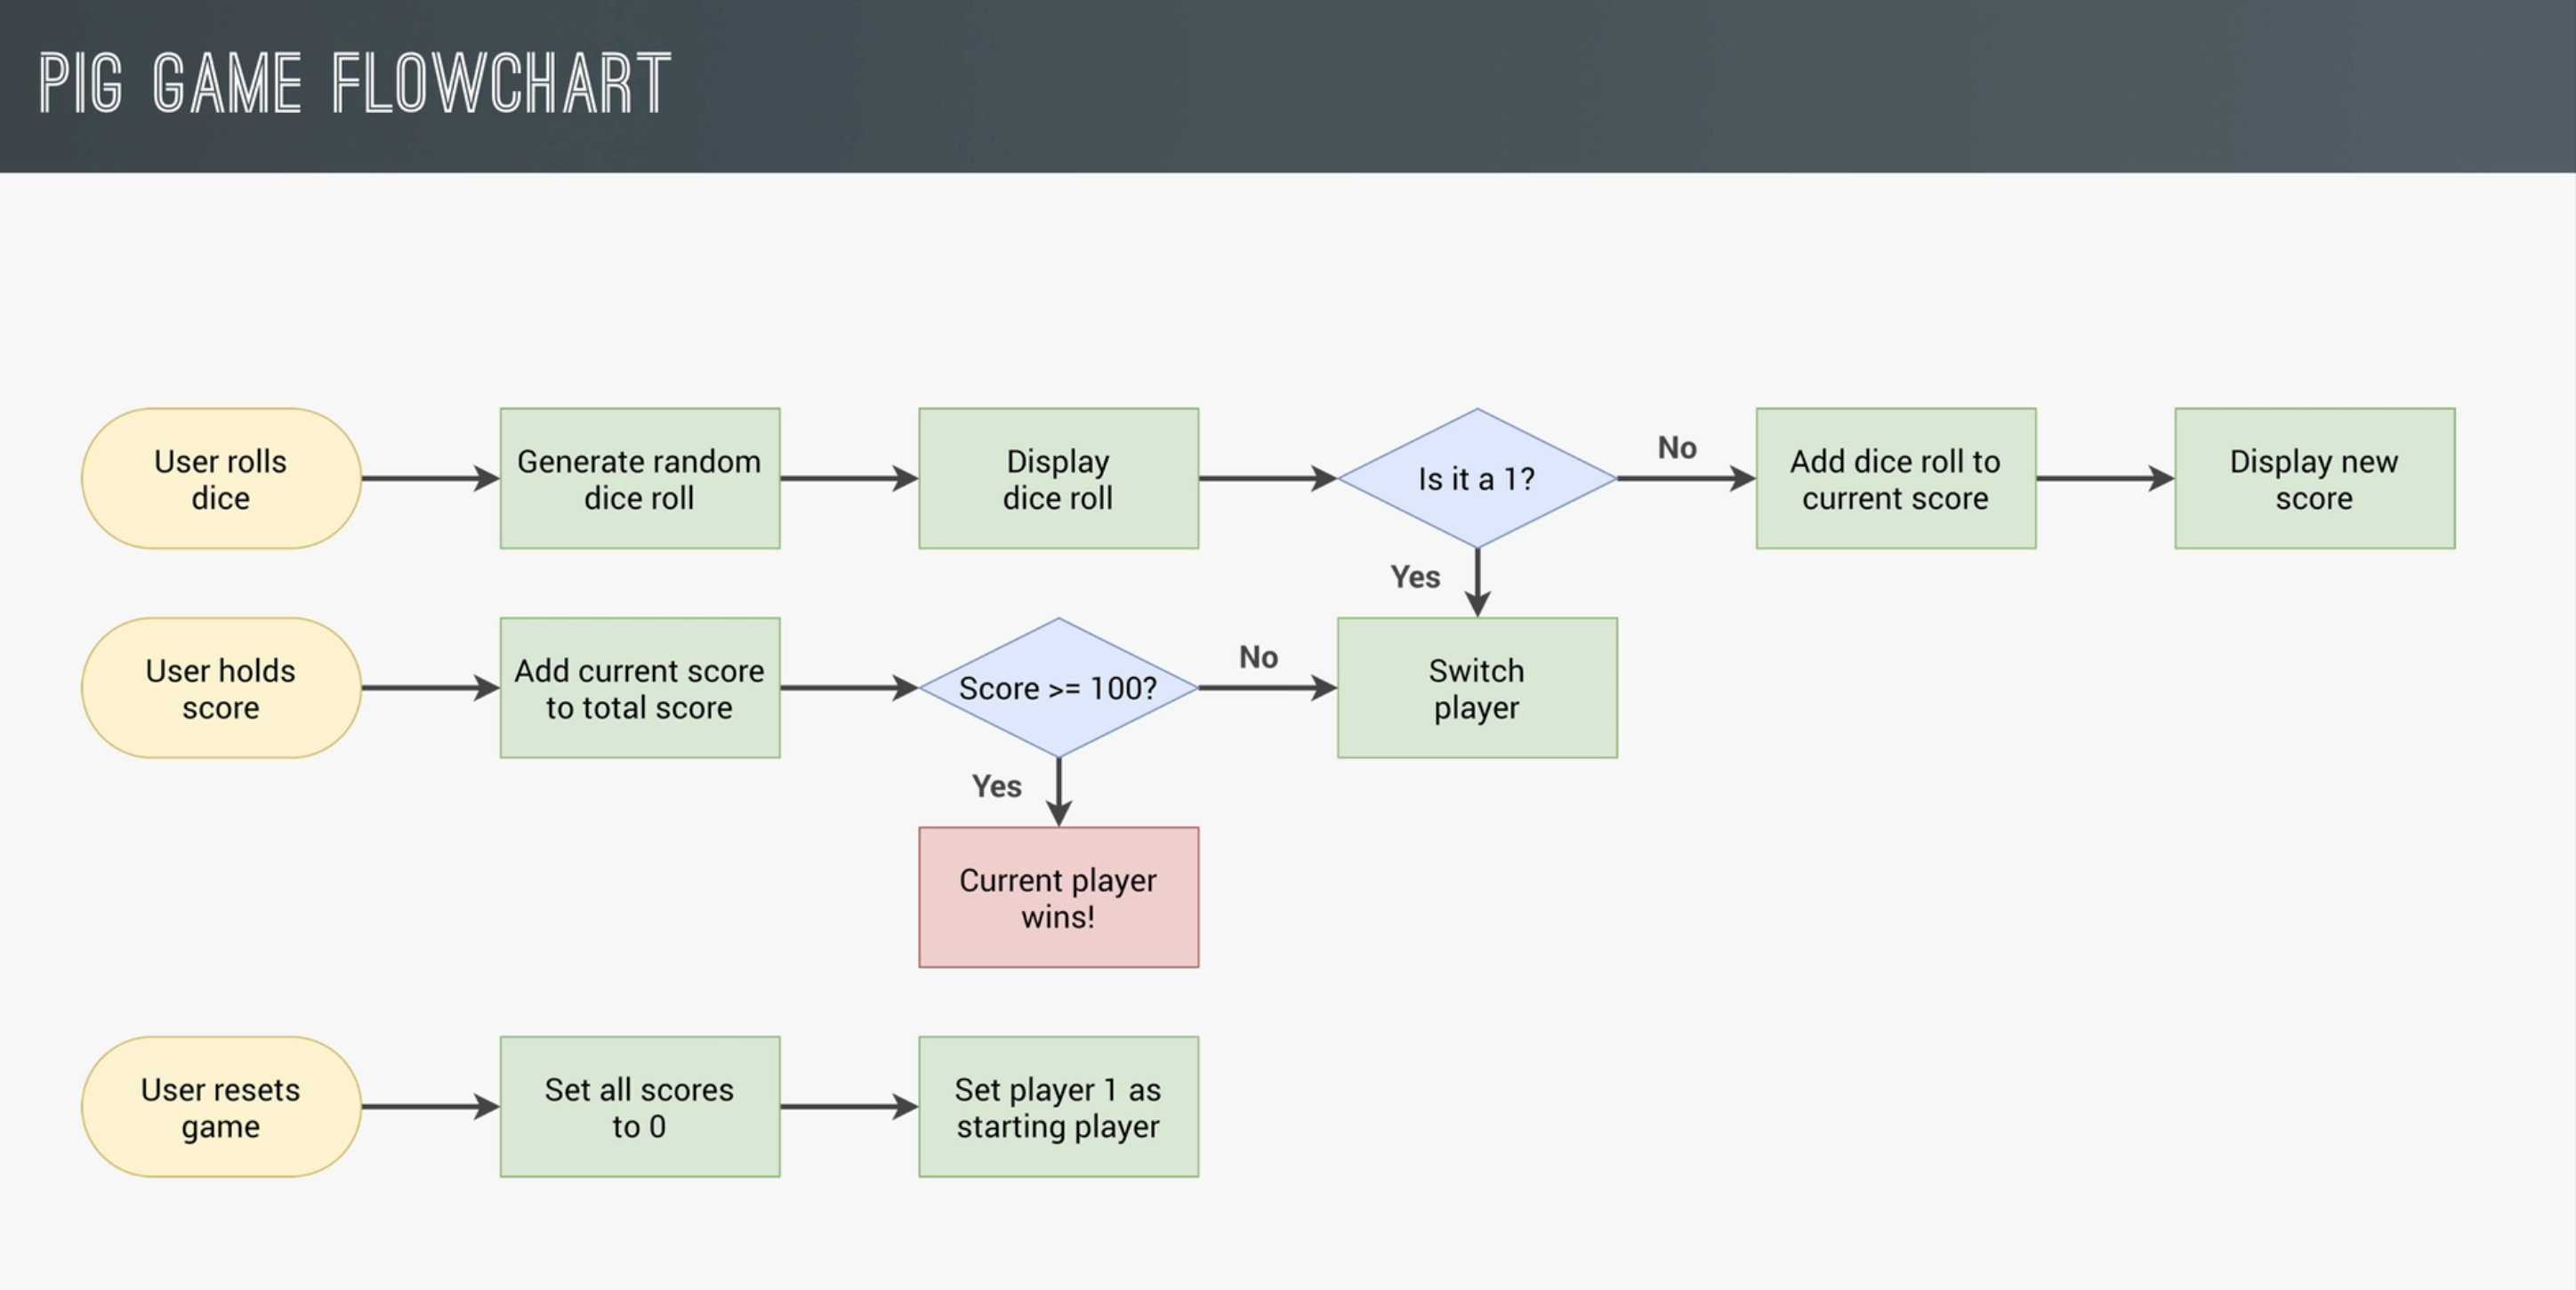 PIG GAME FLOWCHART
User rolls
dice
Generate random
dice roll
Display
dice roll
Is it a 1?
No
Add dice roll to
current score
Display new
score
Yes
User holds
score
Add current score
to total score
Score >= 100?
No
Switch
player
Yes
Current player
wins!
User resets
game
Set all scores
to 0
Set player 1 as
starting player